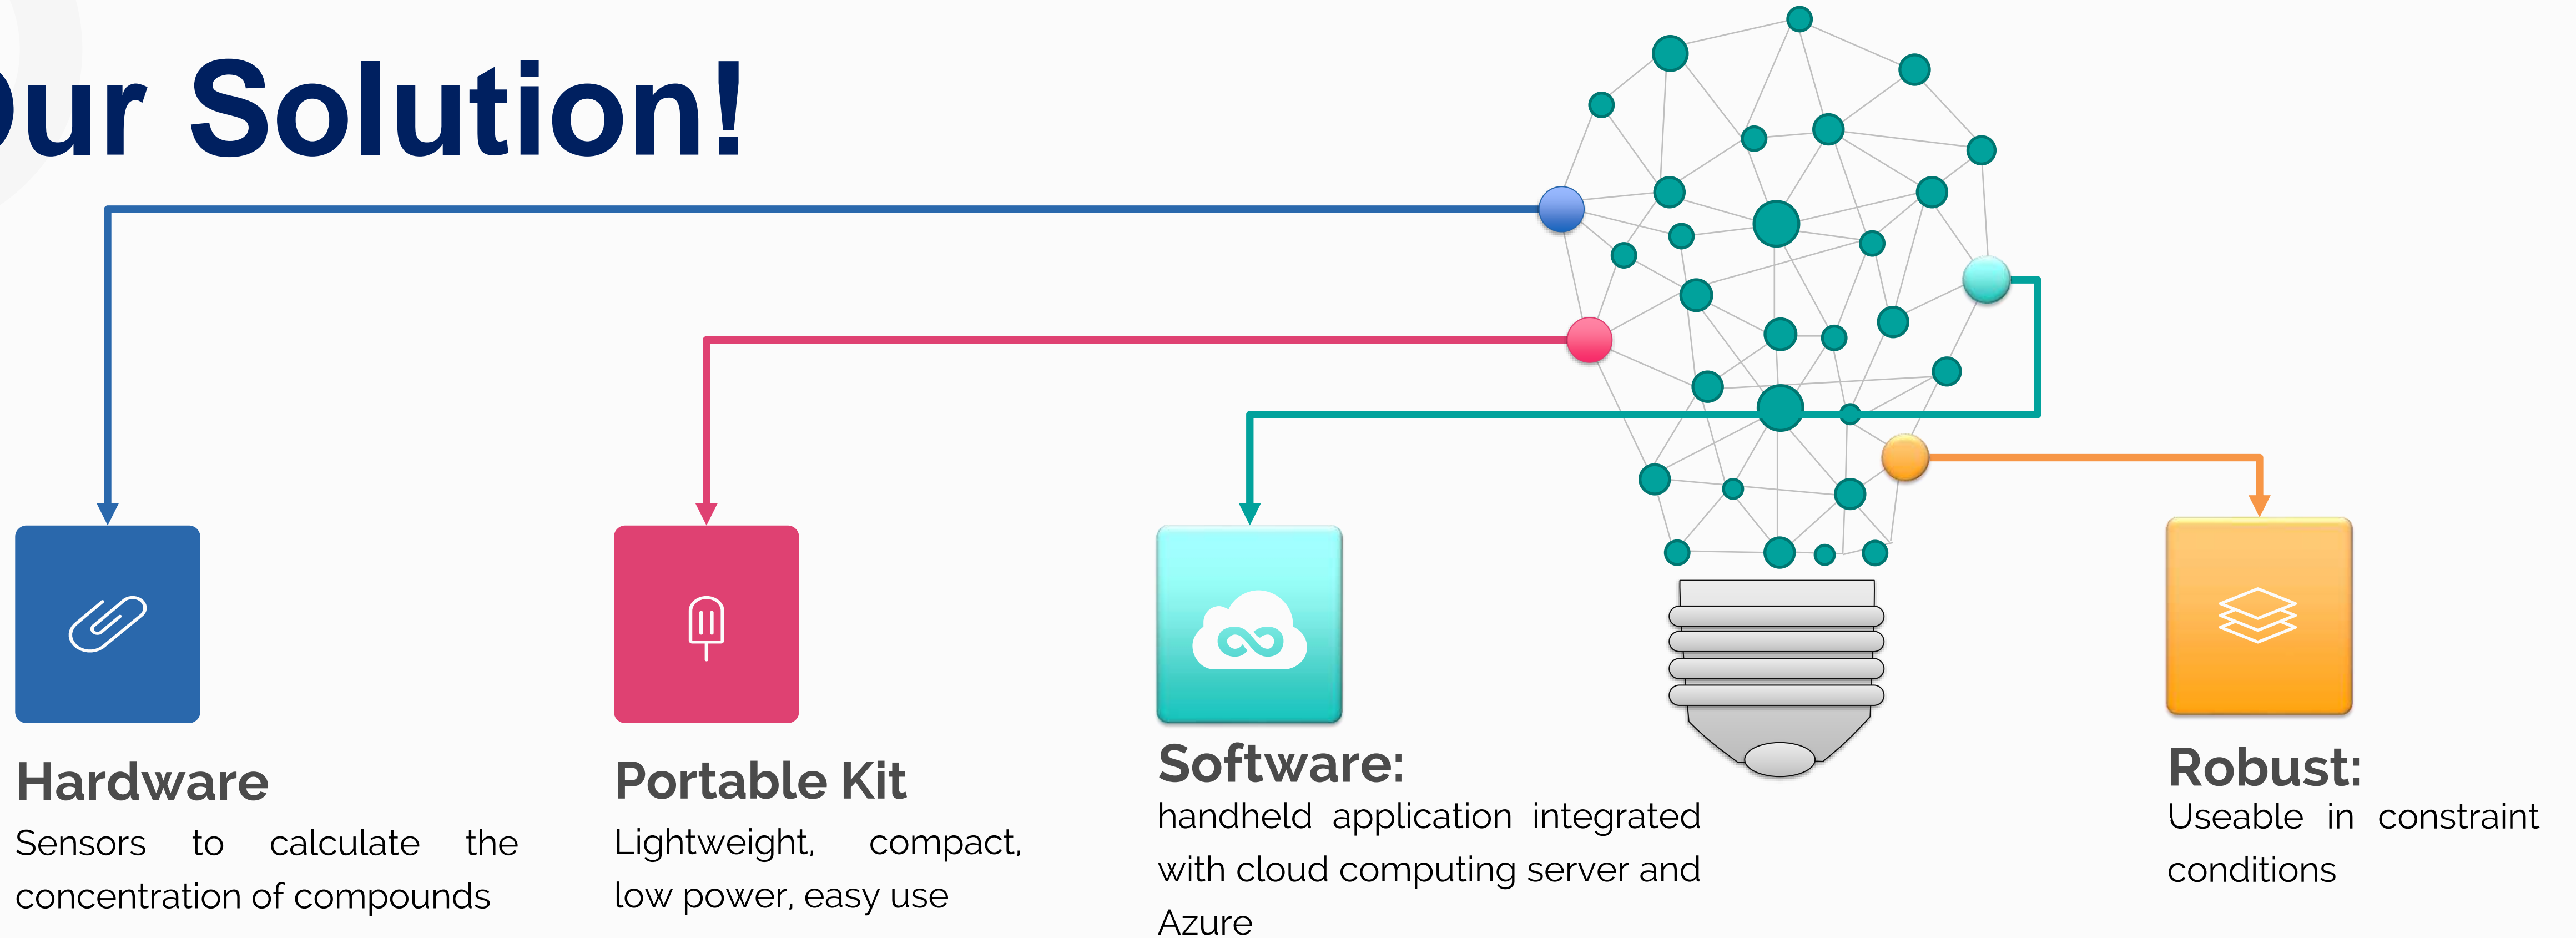 Our Solution!
Hardware
Sensors to calculate the
concentration of compounds
Portable Kit
Lightweight, compact,
low power, easy use
Software:
handheld application integrated
with cloud computing server and
Azure
Robust:
Useable in constraint
conditions